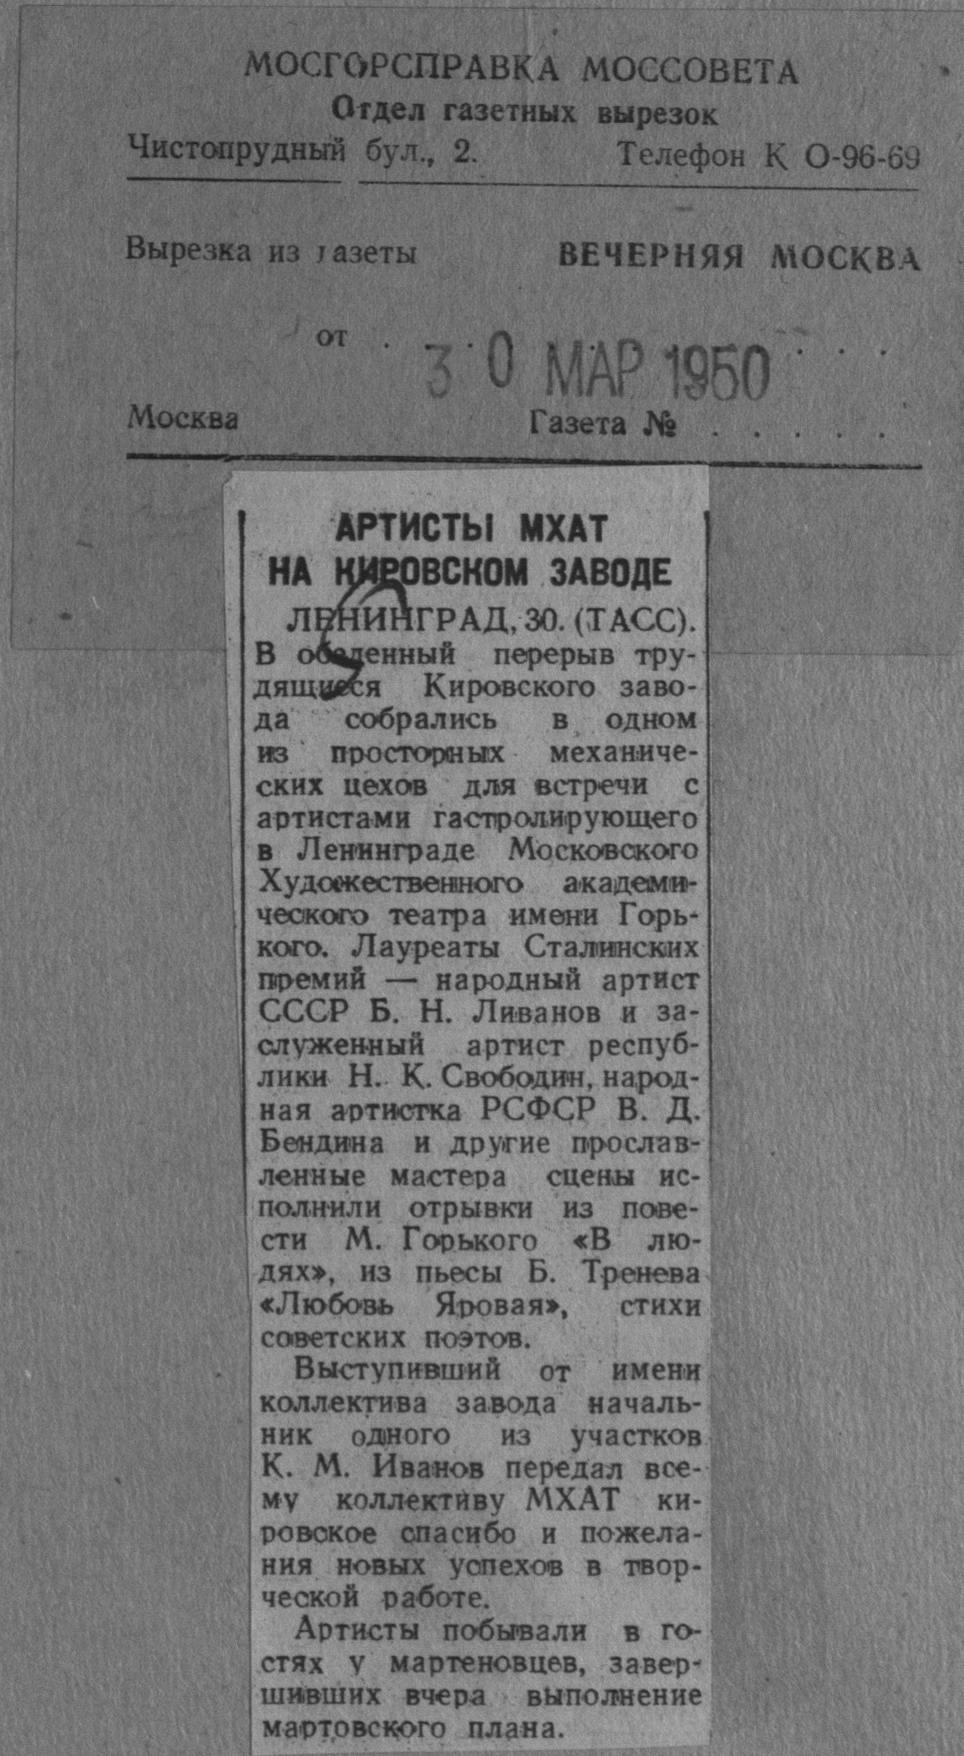 МОСГОРСПРАВКА МОССОВЕТА
Отдел газетных вырезок
Чистопрудный бул., 2. Телефон К 0-96-69
Вырезка из газеты ВЕЧЕРНЯЯ МОСКВА
от . . . . . . .
30 МАР 1950
Москва Газета № . . . . .
АРТИСТЫ МХАТ
НА КИРОВСКОМ ЗАВОДЕ
ЛЕНИНГРАД, 30. (ТАСС).
В обеденный перерыв тру-
дящиеся Кировского заво-
да собрались в одном
из просторных механиче-
ских цехов для встречи с
артистами гастролирующего
в Ленинграде Московского
Художественного академи-
ческого театра имени Горь-
кого. Лауреаты Сталинских
премий — народный артист
СССР Б. Н. Ливанов и за-
служенный артист респуб-
лики Н. К. Свободин, народ-
ная артистка РСФСР В. Д.
Бендина и другие прослав-
ленные мастера сцены ис-
полнили отрывки из пове-
сти М. Горького «В лю-
дях», из пьесы Б. Тренева
«Любовь Яровая», стихи
советских поэтов.
Выступивший от имени
коллектива завода началь-
ник одного из участков
К. М. Иванов передал все-
му коллективу МХАТ ки-
ровское спасибо и пожела-
ния новых успехов в твор-
ческой работе.
Артисты побывали в го-
стях у мартеновцев, завер-
шивших вчера выполнение
мартовского плана.